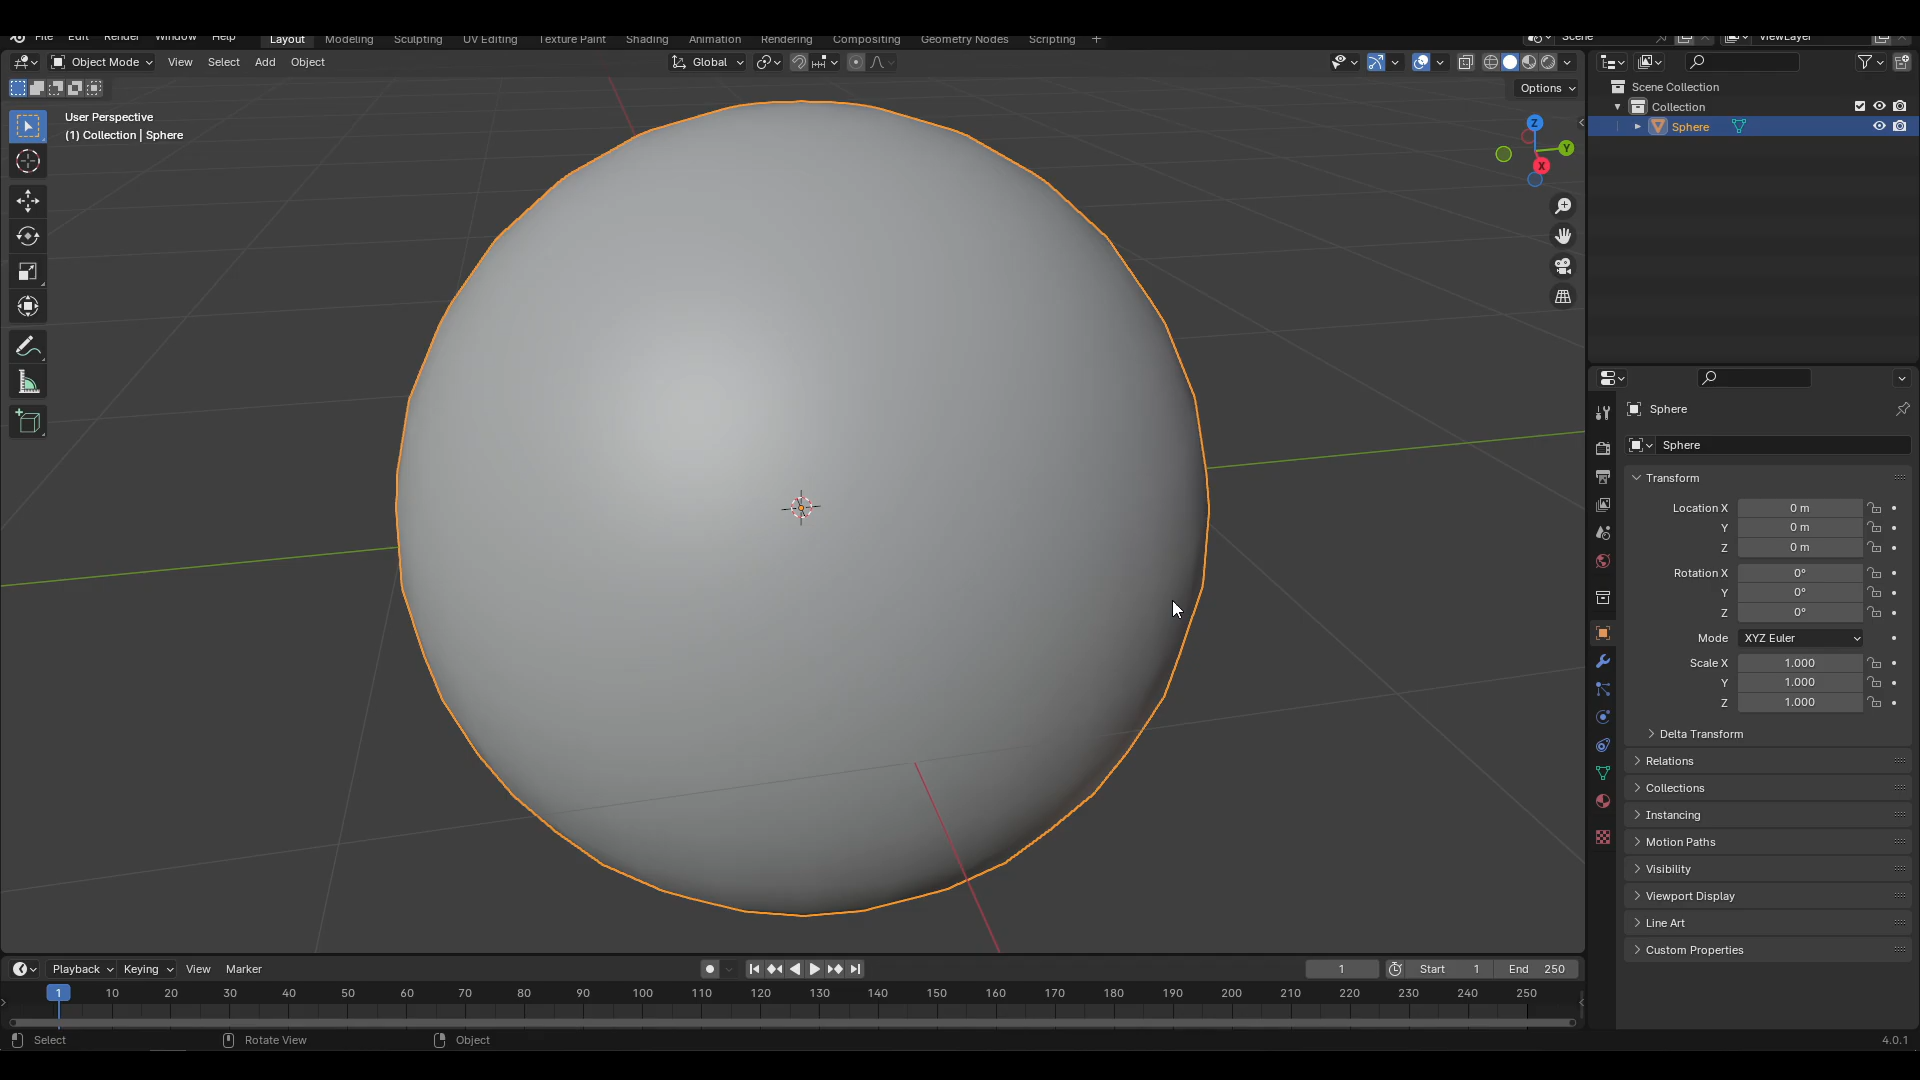 File Edit Render Window Help Layout Modeling Sculpting UV Editing Texture Paint Shading Animation Rendering Compositing Geometry Nodes Scripting + Scene ViewLayer
Object Mode View Select Add Object Global
Options
User Perspective
(1) Collection | Sphere
Z
Y
X
Scene Collection
Collection
Sphere
Sphere
Sphere
Transform
Location X 0 m
Y 0 m
Z 0 m
Rotation X 0°
Y 0°
Z 0°
Mode XYZ Euler
Scale X 1.000
Y 1.000
Z 1.000
Delta Transform
Relations
Collections
Instancing
Motion Paths
Visibility
Viewport Display
Line Art
Custom Properties
Playback Keying View Marker 1 Start 1 End 250
1 10 20 30 40 50 60 70 80 90 100 110 120 130 140 150 160 170 180 190 200 210 220 230 240 250
Select Rotate View Object 4.0.1